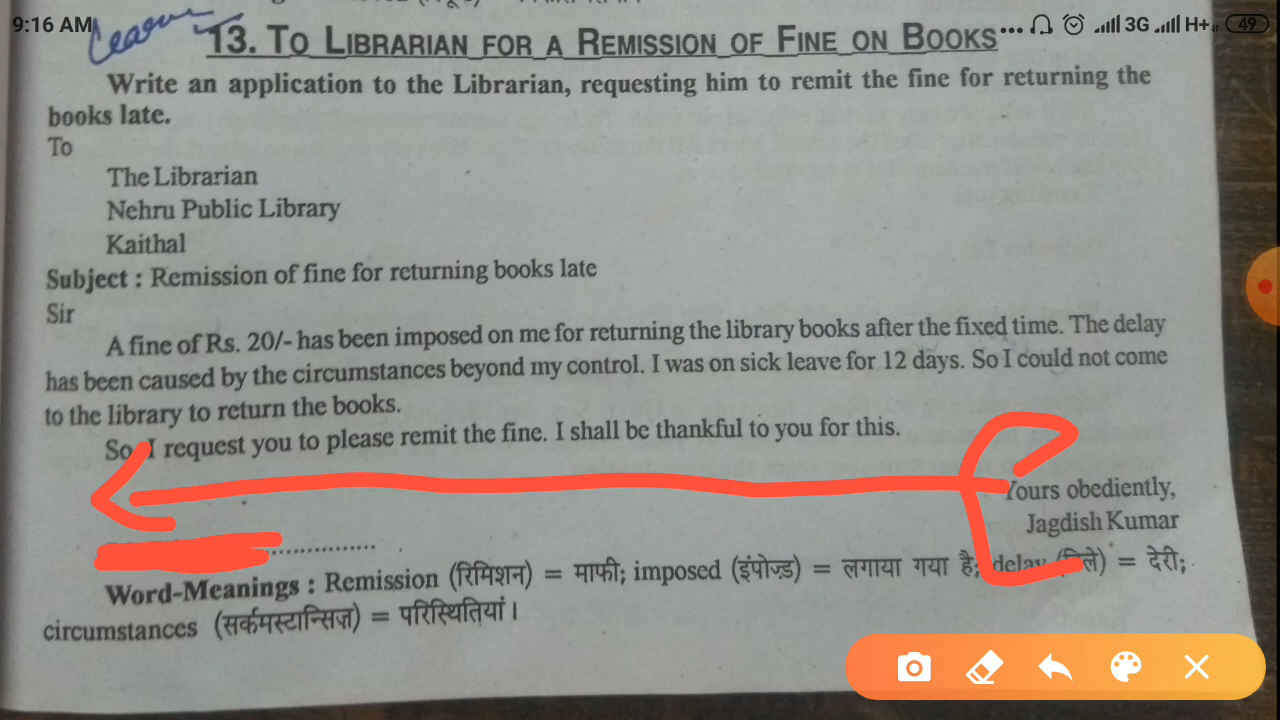 9:16 AM
... 3G H+ 49
13. TO LIBRARIAN FOR A REMISSION OF FINE ON BOOKS
Write an application to the Librarian, requesting him to remit the fine for returning the
books late.
To
The Librarian
Nehru Public Library
Kaithal
Subject : Remission of fine for returning books late
Sir
A fine of Rs. 20/- has been imposed on me for returning the library books after the fixed time. The delay
has been caused by the circumstances beyond my control. I was on sick leave for 12 days. So I could not come
to the library to return the books.
So I request you to please remit the fine. I shall be thankful to you for this.
Yours obediently,
Jagdish Kumar
................
Word-Meanings : Remission (रिमिशन) = माफी; imposed (इंपोज्ड) = लगाया गया है; delay = देरी;
circumstances (सर्कमस्टान्सिज़) = परिस्थितियां।